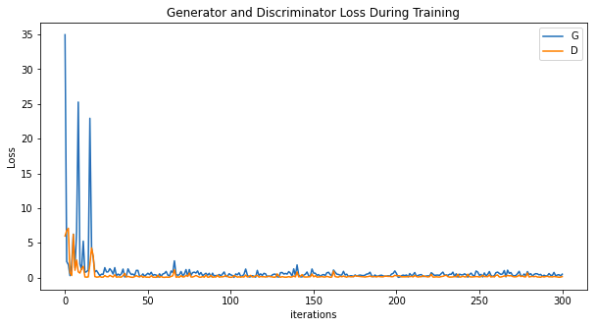 Generator and Discriminator Loss During Training
G
D
35
30
25
20
15
10
5
0
Loss
0 50 100 150 200 250 300
iterations